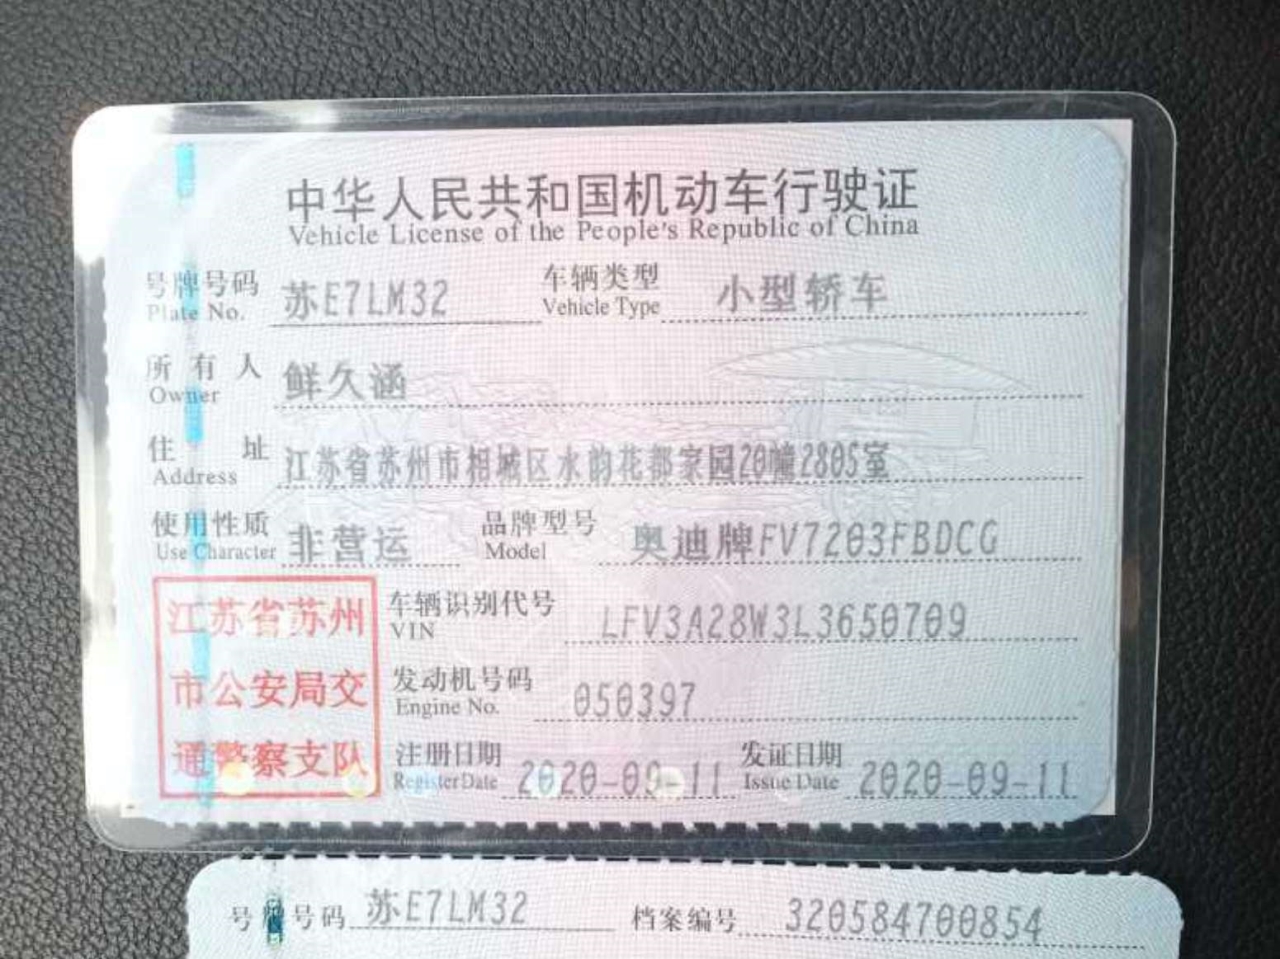 中华人民共和国机动车行驶证
Vehicle License of the People's Republic of China
号牌号码 苏E7LM32 车辆类型 小型轿车
Plate No. Vehicle Type
所有人 鲜久涵
Owner
住址 江苏省苏州市相城区水韵花都家园20幢2805室
Address
使用性质 非营运 品牌型号 奥迪牌FV7203FBDCG
Use Character Model
江苏省苏州
市公安局交
通警察支队
车辆识别代号 LFV3A28W3L3650709
VIN
发动机号码 050397
Engine No.
注册日期 2020-09-11 发证日期 2020-09-11
Register Date Issue Date
号牌号码 苏E7LM32 档案编号 320584700854